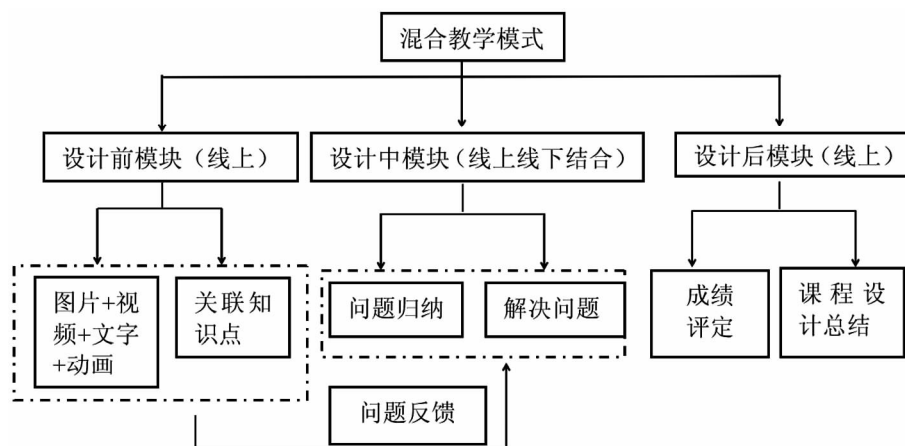 混合教学模式
设计前模块（线上）
设计中模块（线上线下结合）
设计后模块（线上）
图片+视
频+文字
+动画
关联知
识点
问题归纳
解决问题
成绩
评定
课程设
计总结
问题反馈